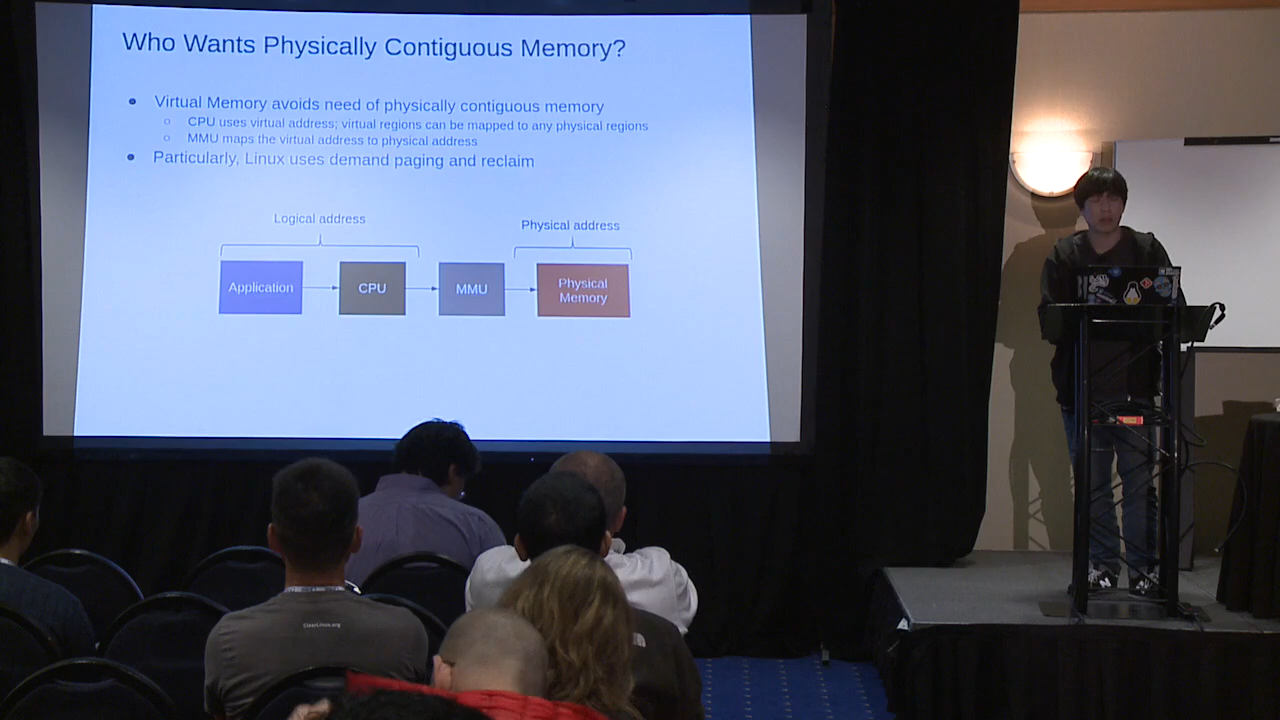 Who Wants Physically Contiguous Memory?
● Virtual Memory avoids need of physically contiguous memory
○ CPU uses virtual address; virtual regions can be mapped to any physical regions
○ MMU maps the virtual address to physical address
● Particularly, Linux uses demand paging and reclaim
Logical address
Physical address
Application
CPU
MMU
Physical
Memory
ClearLinux.org